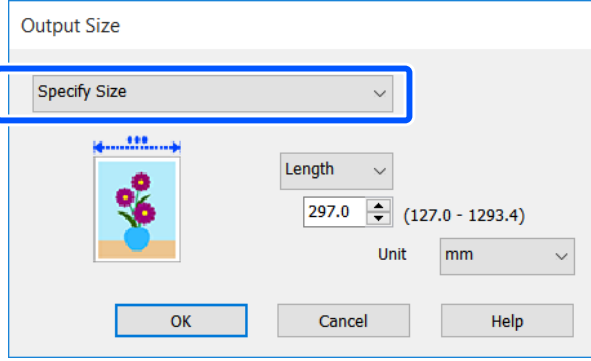 Output Size
Specify Size
Length
297.0 (127.0 - 1293.4)
Unit mm
OK Cancel Help